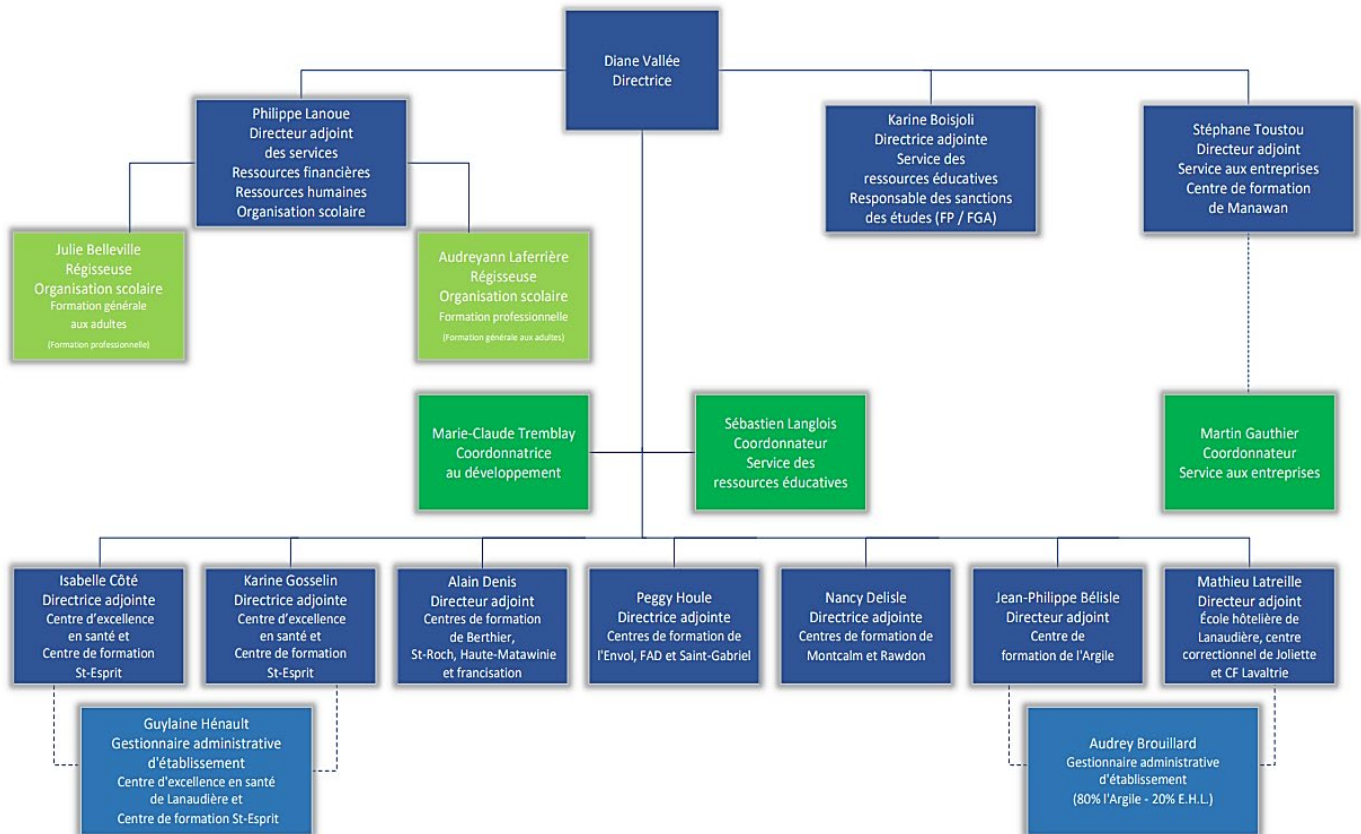 Diane Vallée
Directrice
Philippe Lanoue
Directeur adjoint
des services
Ressources financières
Ressources humaines
Organisation scolaire
Karine Boisjoli
Directrice adjointe
Service des
ressources éducatives
Responsable des sanctions
des études (FP / FGA)
Stéphane Toustou
Directeur adjoint
Service aux entreprises
Centre de formation
de Manawan
Julie Belleville
Régisseuse
Organisation scolaire
Formation générale
aux adultes
(Formation professionnelle)
Audreyann Laferrière
Régisseuse
Organisation scolaire
Formation professionnelle
(Formation générale aux adultes)
Marie-Claude Tremblay
Coordonnatrice
au développement
Sébastien Langlois
Coordonnateur
Service des
ressources éducatives
Martin Gauthier
Coordonnateur
Service aux entreprises
Isabelle Côté
Directrice adjointe
Centre d'excellence
en santé et
Centre de formation
St-Esprit
Karine Gosselin
Directrice adjointe
Centre d'excellence
en santé et
Centre de formation
St-Esprit
Alain Denis
Directeur adjoint
Centres de formation
de Berthier,
St-Roch, Haute-Matawinie
et francisation
Peggy Houle
Directrice adjointe
Centres de formation de
l'Envol, FAD et Saint-Gabriel
Nancy Delisle
Directrice adjointe
Centres de formation de
Montcalm et Rawdon
Jean-Philippe Bélisle
Directeur adjoint
Centre de
formation de l'Argile
Mathieu Latreille
Directeur adjoint
École hôtelière de
Lanaudière, centre
correctionnel de Joliette
et CF Lavaltrie
Guylaine Hénault
Gestionnaire administrative
d'établissement
Centre d'excellence en santé
de Lanaudière et
Centre de formation St-Esprit
Audrey Brouillard
Gestionnaire administrative
d'établissement
(80% l'Argile - 20% E.H.L.)